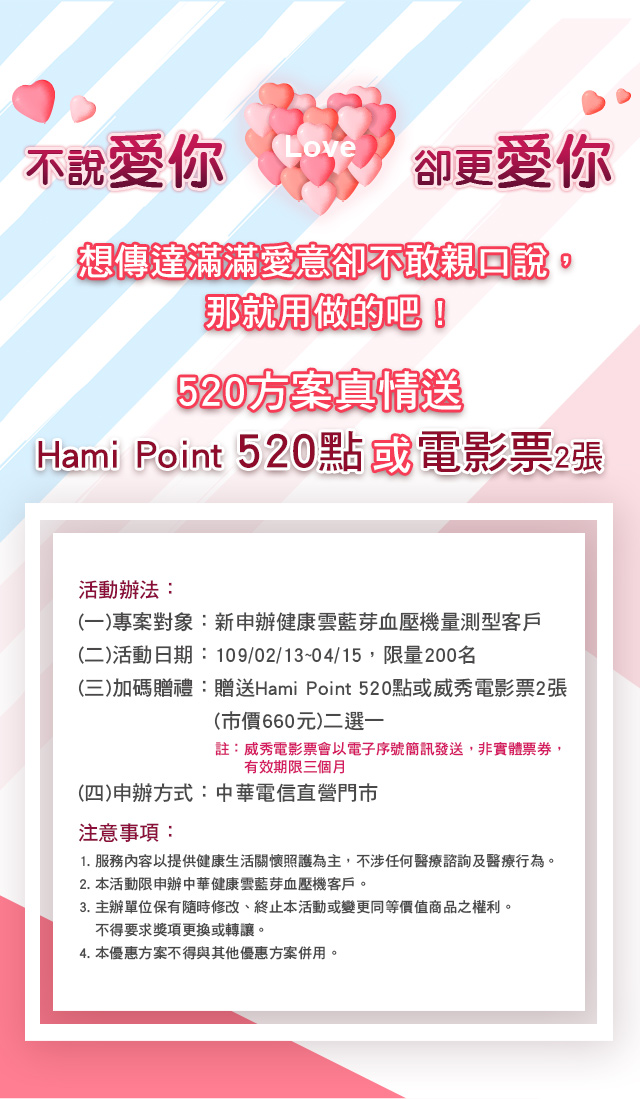 不說愛你
Love
卻更愛你
想傳達滿滿愛意卻不敢親口說，
那就用做的吧！
520方案真情送
Hami Point 520點或電影票2張
活動辦法：
(一)專案對象：新申辦健康雲藍芽血壓機量測型客戶
(二)活動日期：109/02/13~04/15，限量200名
(三)加碼贈禮：贈送Hami Point 520點或威秀電影票2張
(市價660元)二選一
註：威秀電影票會以電子序號簡訊發送，非實體票券，
有效期限三個月
(四)申辦方式：中華電信直營門市
注意事項：
1. 服務內容以提供健康生活關懷照護為主，不涉任何醫療諮詢及醫療行為。
2. 本活動限申辦中華健康雲藍芽血壓機客戶。
3. 主辦單位保有隨時修改、終止本活動或變更同等價值商品之權利。
不得要求獎項更換或轉讓。
4. 本優惠方案不得與其他優惠方案併用。